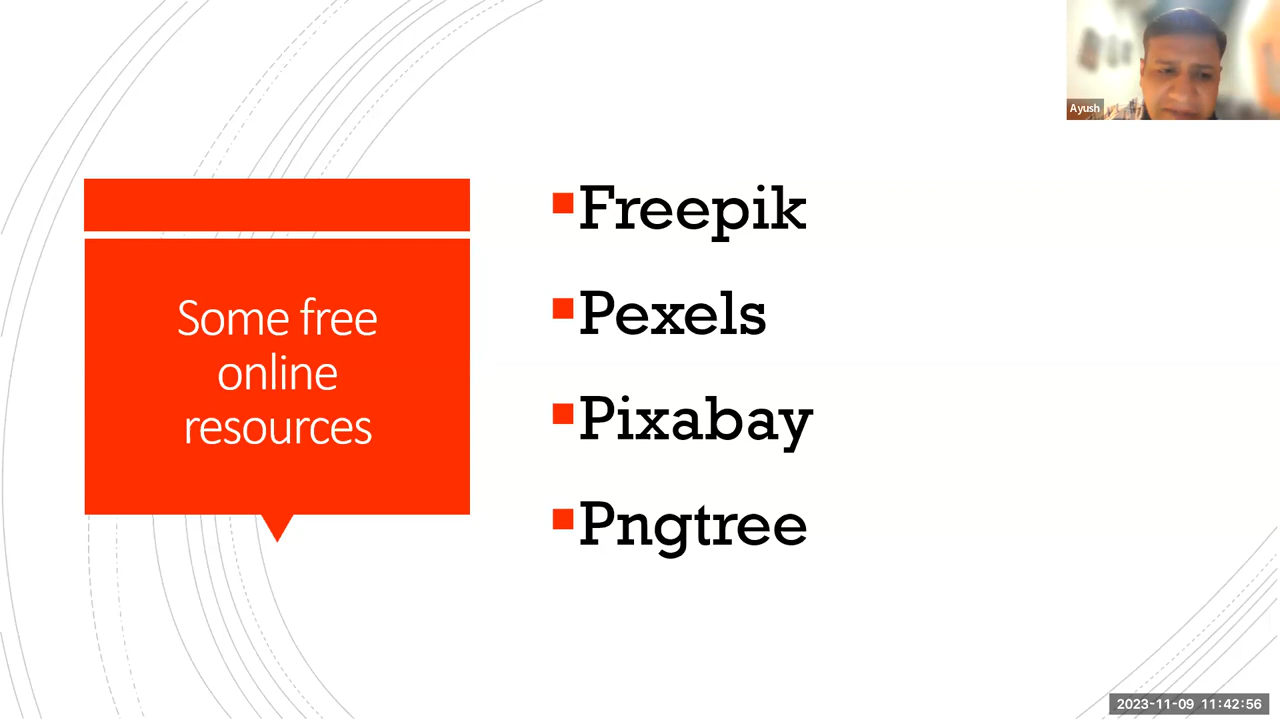 Ayush
Some free
online
resources
Freepik
Pexels
Pixabay
Pngtree
2023-11-09 11:42:56